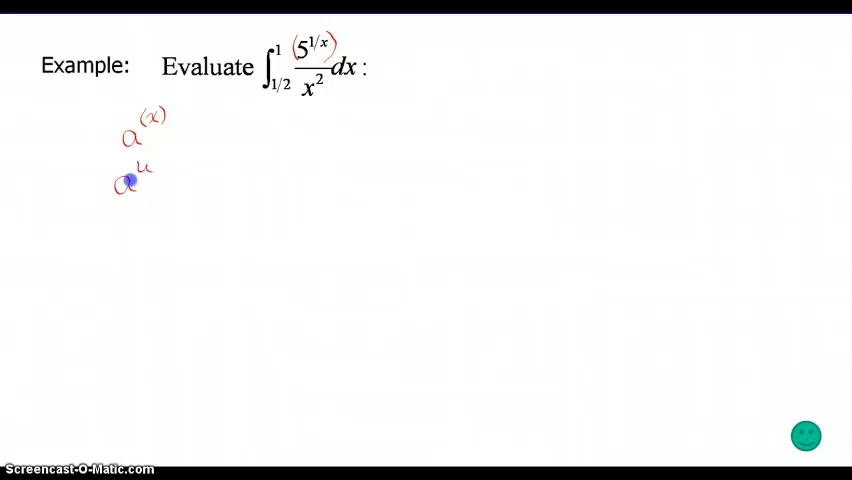 Example: Evaluate ∫_{1/2}^{1} (5^{1/x})/x^2 dx :
a^{(x)}
a^{u}
Screencast-O-Matic.com